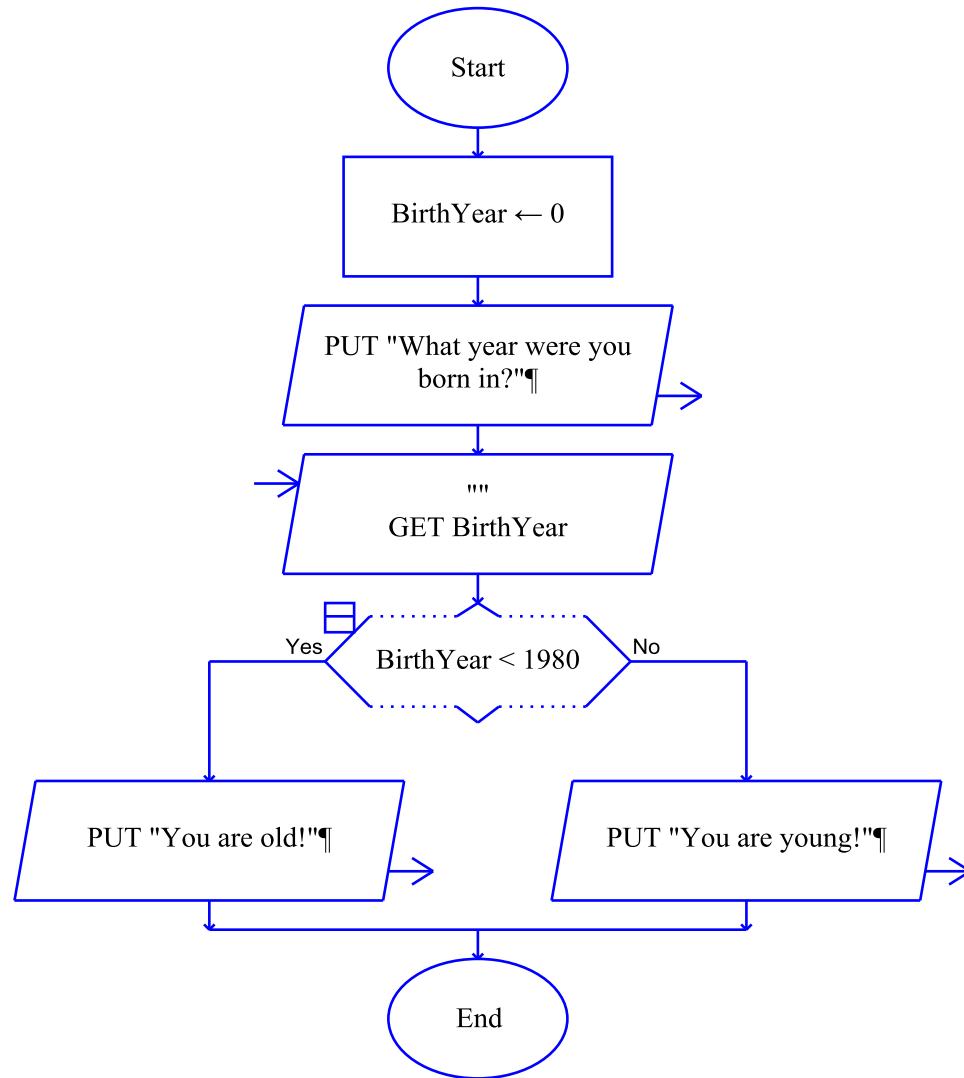 Start
BirthYear ← 0
PUT "What year were you
born in?"¶
""
GET BirthYear
Yes
BirthYear < 1980
No
PUT "You are old!"¶
PUT "You are young!"¶
End